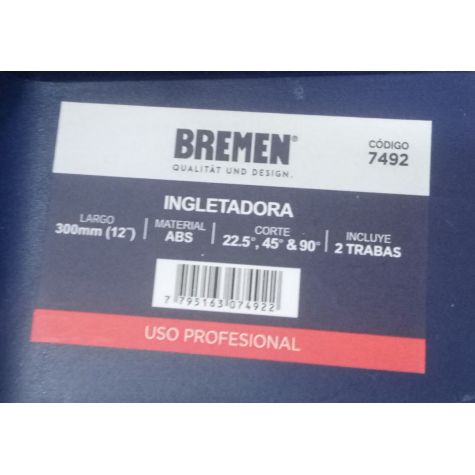 BREMEN®
QUALITÄT UND DESIGN.
CÓDIGO
7492
INGLETADORA
LARGO
300mm (12")
MATERIAL
ABS
CORTE
22.5°, 45° & 90°
INCLUYE
2 TRABAS
7 795163 074922
USO PROFESIONAL